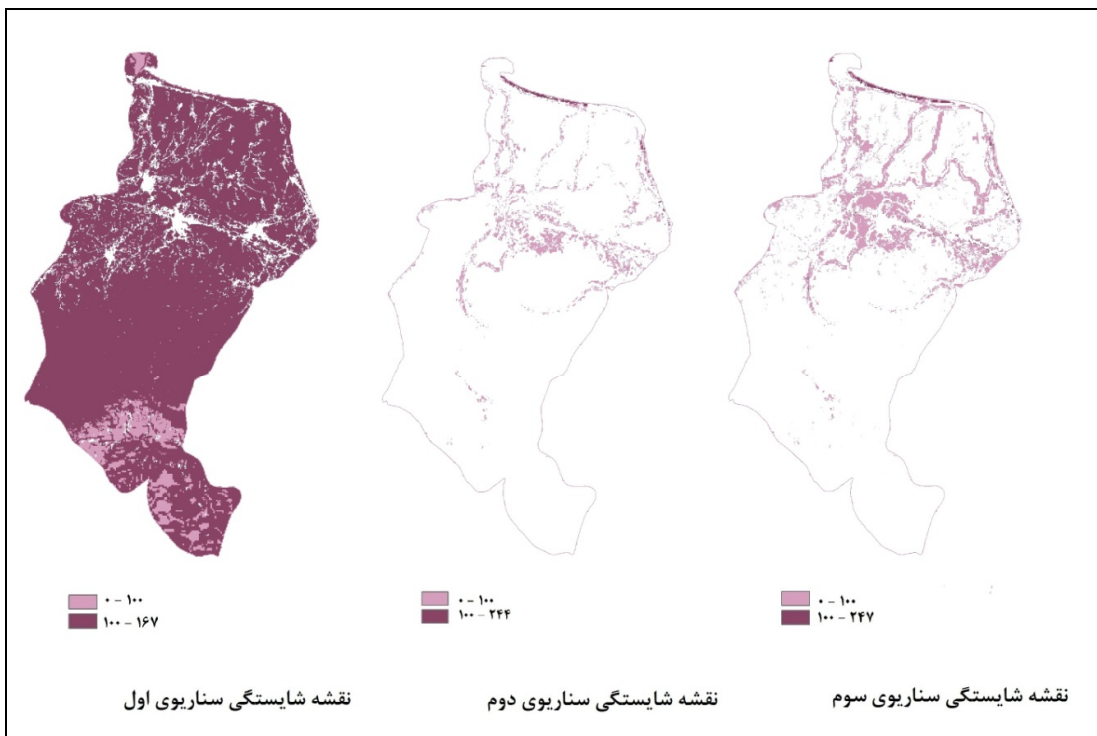 ۰ – ۱۰۰
۱۰۰ – ۲۴۷
۰ – ۱۰۰
۱۰۰ – ۲۴۴
۰ – ۱۰۰
۱۰۰ – ۱۶۷
نقشه شایستگی سناریوی سوم
نقشه شایستگی سناریوی دوم
نقشه شایستگی سناریوی اول